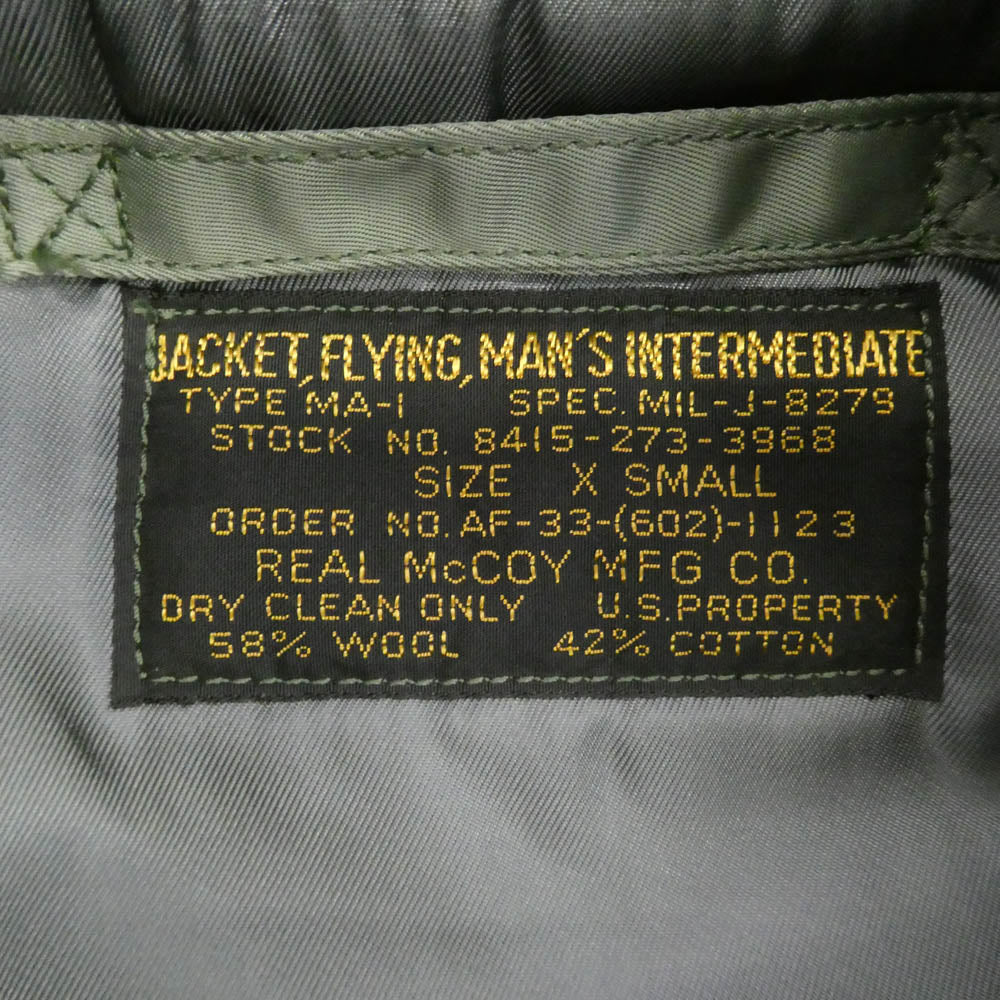 JACKET, FLYING, MAN'S INTERMEDIATE
TYPE MA-1 SPEC. MIL-J-8279
STOCK NO. 8415-273-3968
SIZE X SMALL
ORDER NO. AF-33-(602)-1123
REAL McCOY MFG CO.
DRY CLEAN ONLY U.S. PROPERTY
58% WOOL 42% COTTON